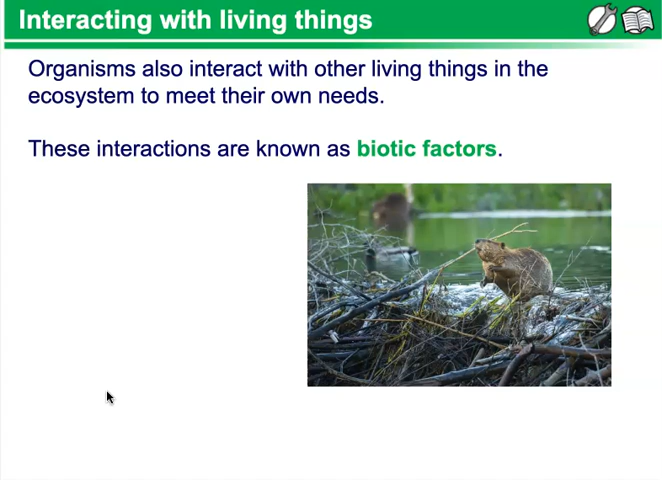 Interacting with living things
Organisms also interact with other living things in the
ecosystem to meet their own needs.
These interactions are known as biotic factors.